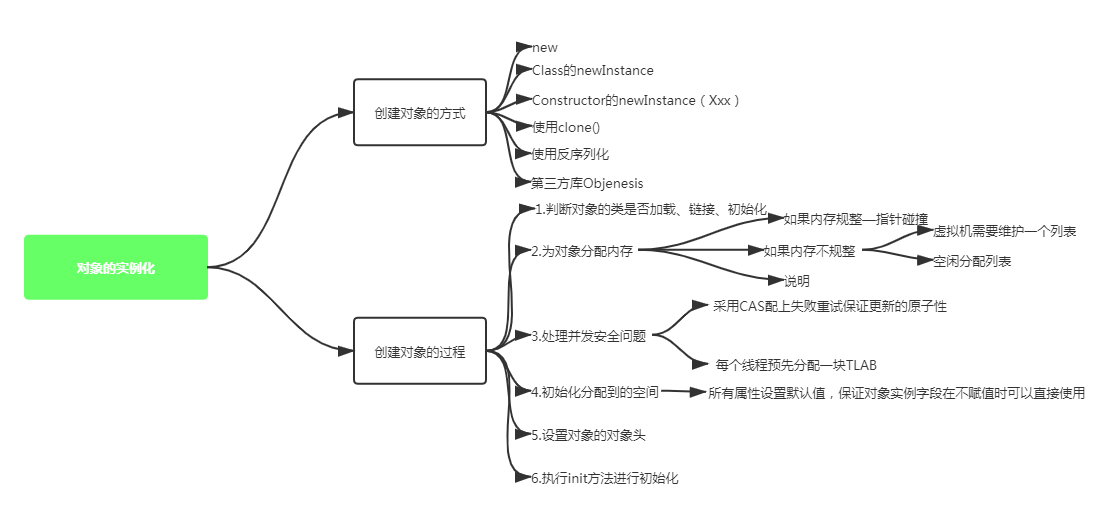 对象的实例化
创建对象的方式
new
Class的newInstance
Constructor的newInstance（Xxx）
使用clone()
使用反序列化
第三方库Objenesis
创建对象的过程
1.判断对象的类是否加载、链接、初始化
2.为对象分配内存
如果内存规整—指针碰撞
如果内存不规整
虚拟机需要维护一个列表
空闲分配列表
说明
3.处理并发安全问题
采用CAS配上失败重试保证更新的原子性
每个线程预先分配一块TLAB
4.初始化分配到的空间
所有属性设置默认值，保证对象实例字段在不赋值时可以直接使用
5.设置对象的对象头
6.执行init方法进行初始化